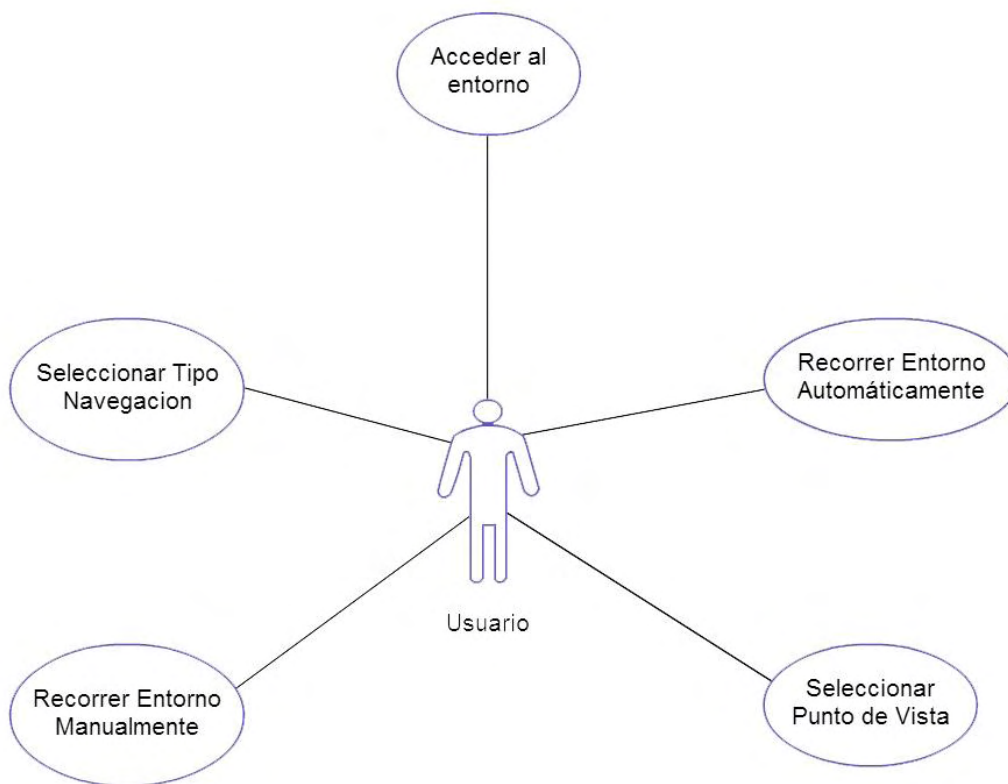 Acceder al
entorno
Seleccionar Tipo
Navegacion
Recorrer Entorno
Automáticamente
Usuario
Recorrer Entorno
Manualmente
Seleccionar
Punto de Vista